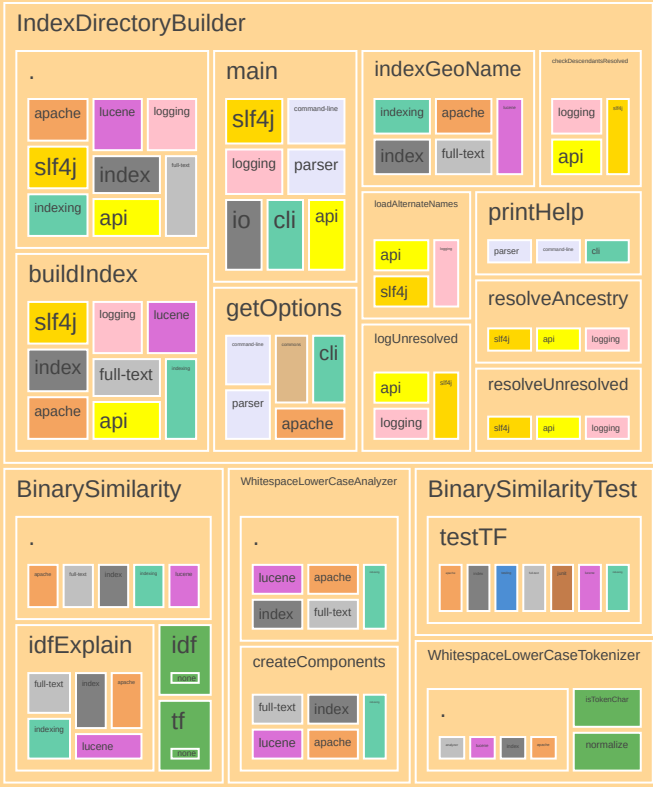 IndexDirectoryBuilder
.
apache
lucene
logging
slf4j
index
full-text
indexing
api
buildIndex
slf4j
logging
lucene
index
full-text
indexing
apache
api
main
slf4j
command-line
logging
parser
io
cli
api
getOptions
command-line
commons
cli
parser
apache
indexGeoName
indexing
apache
lucene
index
full-text
checkDescendantsResolved
logging
slf4j
api
loadAlternateNames
api
logging
slf4j
logUnresolved
api
slf4j
logging
printHelp
parser
command-line
cli
resolveAncestry
slf4j
api
logging
resolveUnresolved
slf4j
api
logging
BinarySimilarity
.
apache
full-text
index
indexing
lucene
idfExplain
full-text
index
apache
indexing
lucene
idf
none
tf
none
WhitespaceLowerCaseAnalyzer
.
lucene
apache
index
full-text
createComponents
full-text
index
lucene
apache
BinarySimilarityTest
testTF
WhitespaceLowerCaseTokenizer
.
index
apache
isTokenChar
normalize